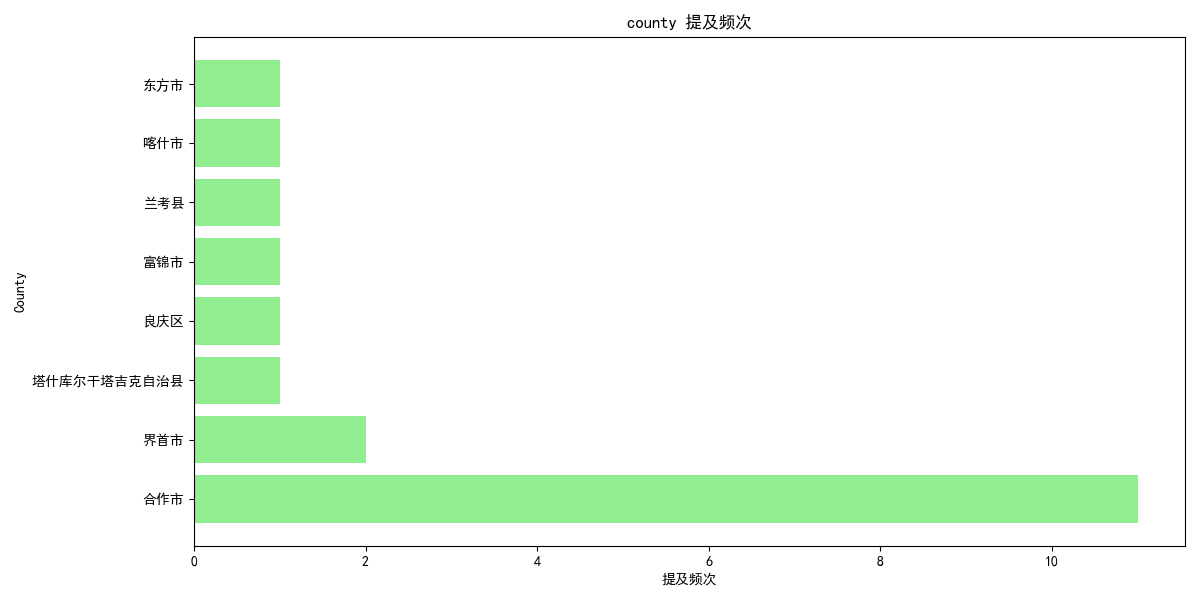 county 提及频次
东方市
喀什市
兰考县
富锦市
良庆区
塔什库尔干塔吉克自治县
界首市
合作市
County
0 2 4 6 8 10
提及频次